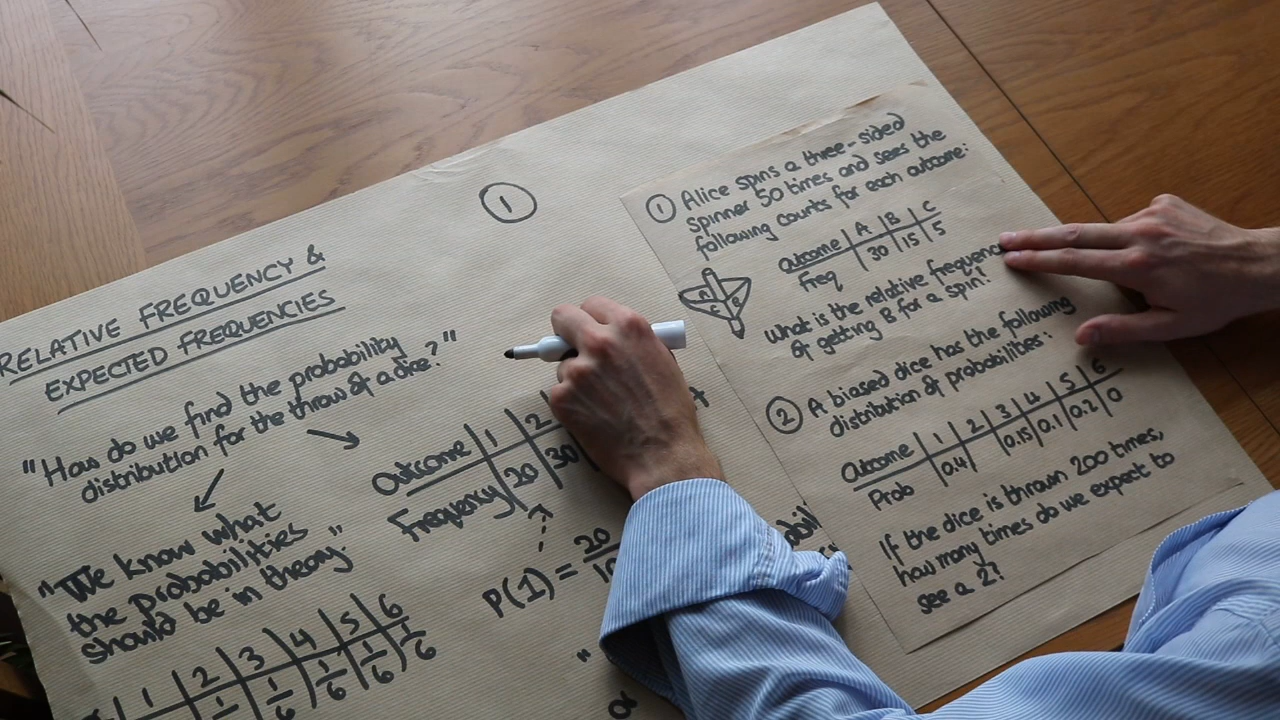 RELATIVE FREQUENCY &
EXPECTED FREQUENCIES
"How do we find the probability
distribution for the throw of a dice?"
"We know what
the probabilities
should be in theory."
1 2 3 4 5 6
1 1/6 1/6 1/6 1/6
Outcome 1 2
Frequency 20 30
P(1) = 20
"
1
1 Alice spins a three-sided
spinner 50 times and sees the
following counts for each outcome:
Outcome A B C
Freq 30 15 5
What is the relative frequenc
of getting B for a spin?
2 A biased dice has the following
distribution of probabilities:
Outcome 1 2 3 4 5 6
Prob 0.4 0.15 0.1 0.2 0
If the dice is thrown 200 times,
how many times do we expect to
see a 2?